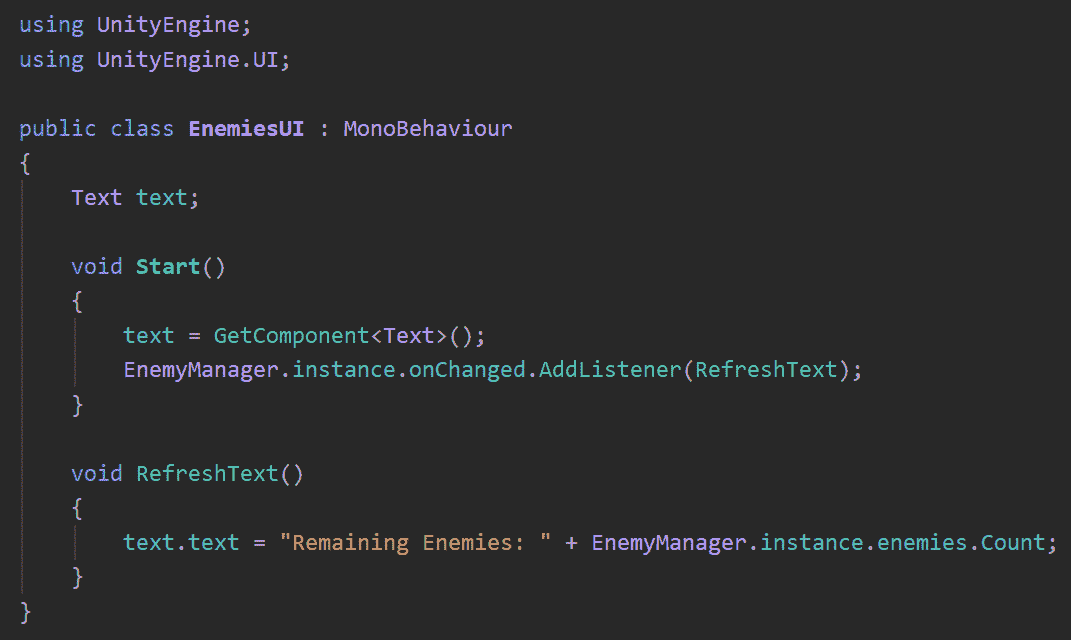 using UnityEngine;
using UnityEngine.UI;
public class EnemiesUI : MonoBehaviour
{
Text text;
void Start()
{
text = GetComponent<Text>();
EnemyManager.instance.onChanged.AddListener(RefreshText);
}
void RefreshText()
{
text.text = "Remaining Enemies: " + EnemyManager.instance.enemies.Count;
}
}